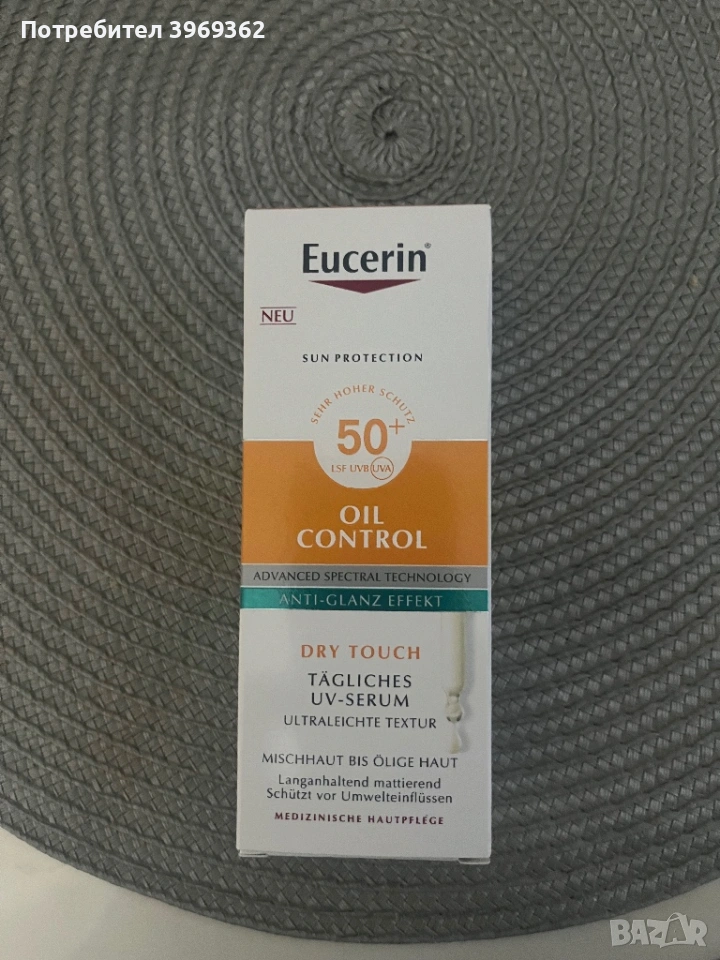 Потребител 3969362
Eucerin®
NEU
SUN PROTECTION
SEHR HOHER SCHUTZ
50+
LSF UVB UVA
OIL
CONTROL
ADVANCED SPECTRAL TECHNOLOGY
ANTI-GLANZ EFFEKT
DRY TOUCH
TÄGLICHES
UV-SERUM
ULTRALEICHTE TEXTUR
MISCHHAUT BIS ÖLIGE HAUT
Langanhaltend mattierend
Schützt vor Umwelteinflüssen
MEDIZINISCHE HAUTPFLEGE
BAZAR